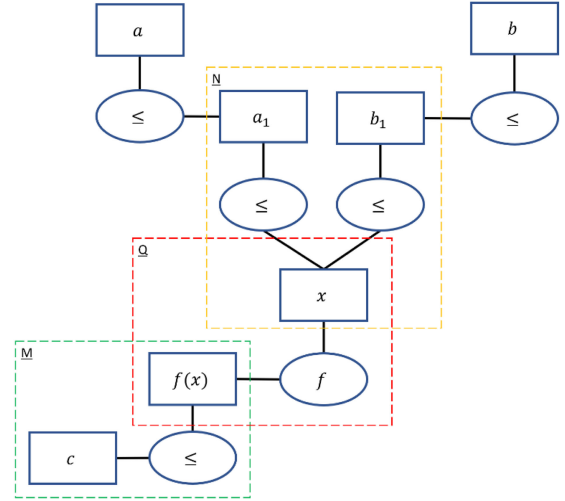 a
b
N
≤
a₁
b₁
≤
≤
≤
Q
x
M
f(x)
f
c
≤